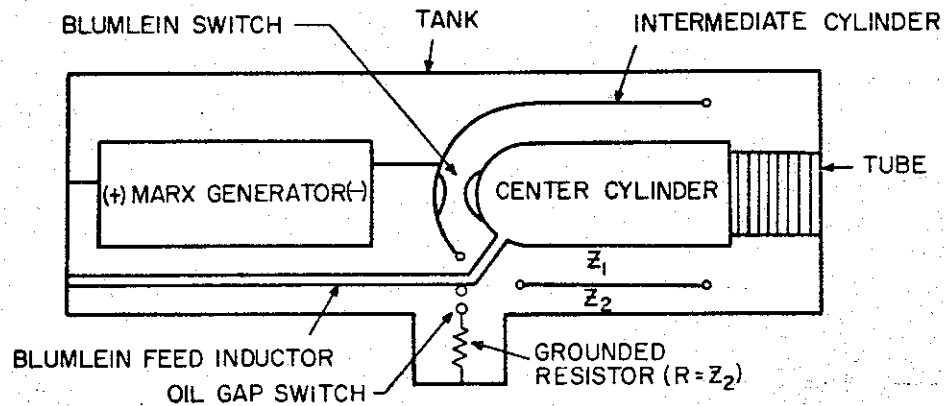 TANK
BLUMLEIN SWITCH
INTERMEDIATE CYLINDER
(+) MARX GENERATOR(-)
CENTER CYLINDER
TUBE
Z₁
Z₂
BLUMLEIN FEED INDUCTOR
OIL GAP SWITCH
GROUNDED
RESISTOR (R=Z₂)